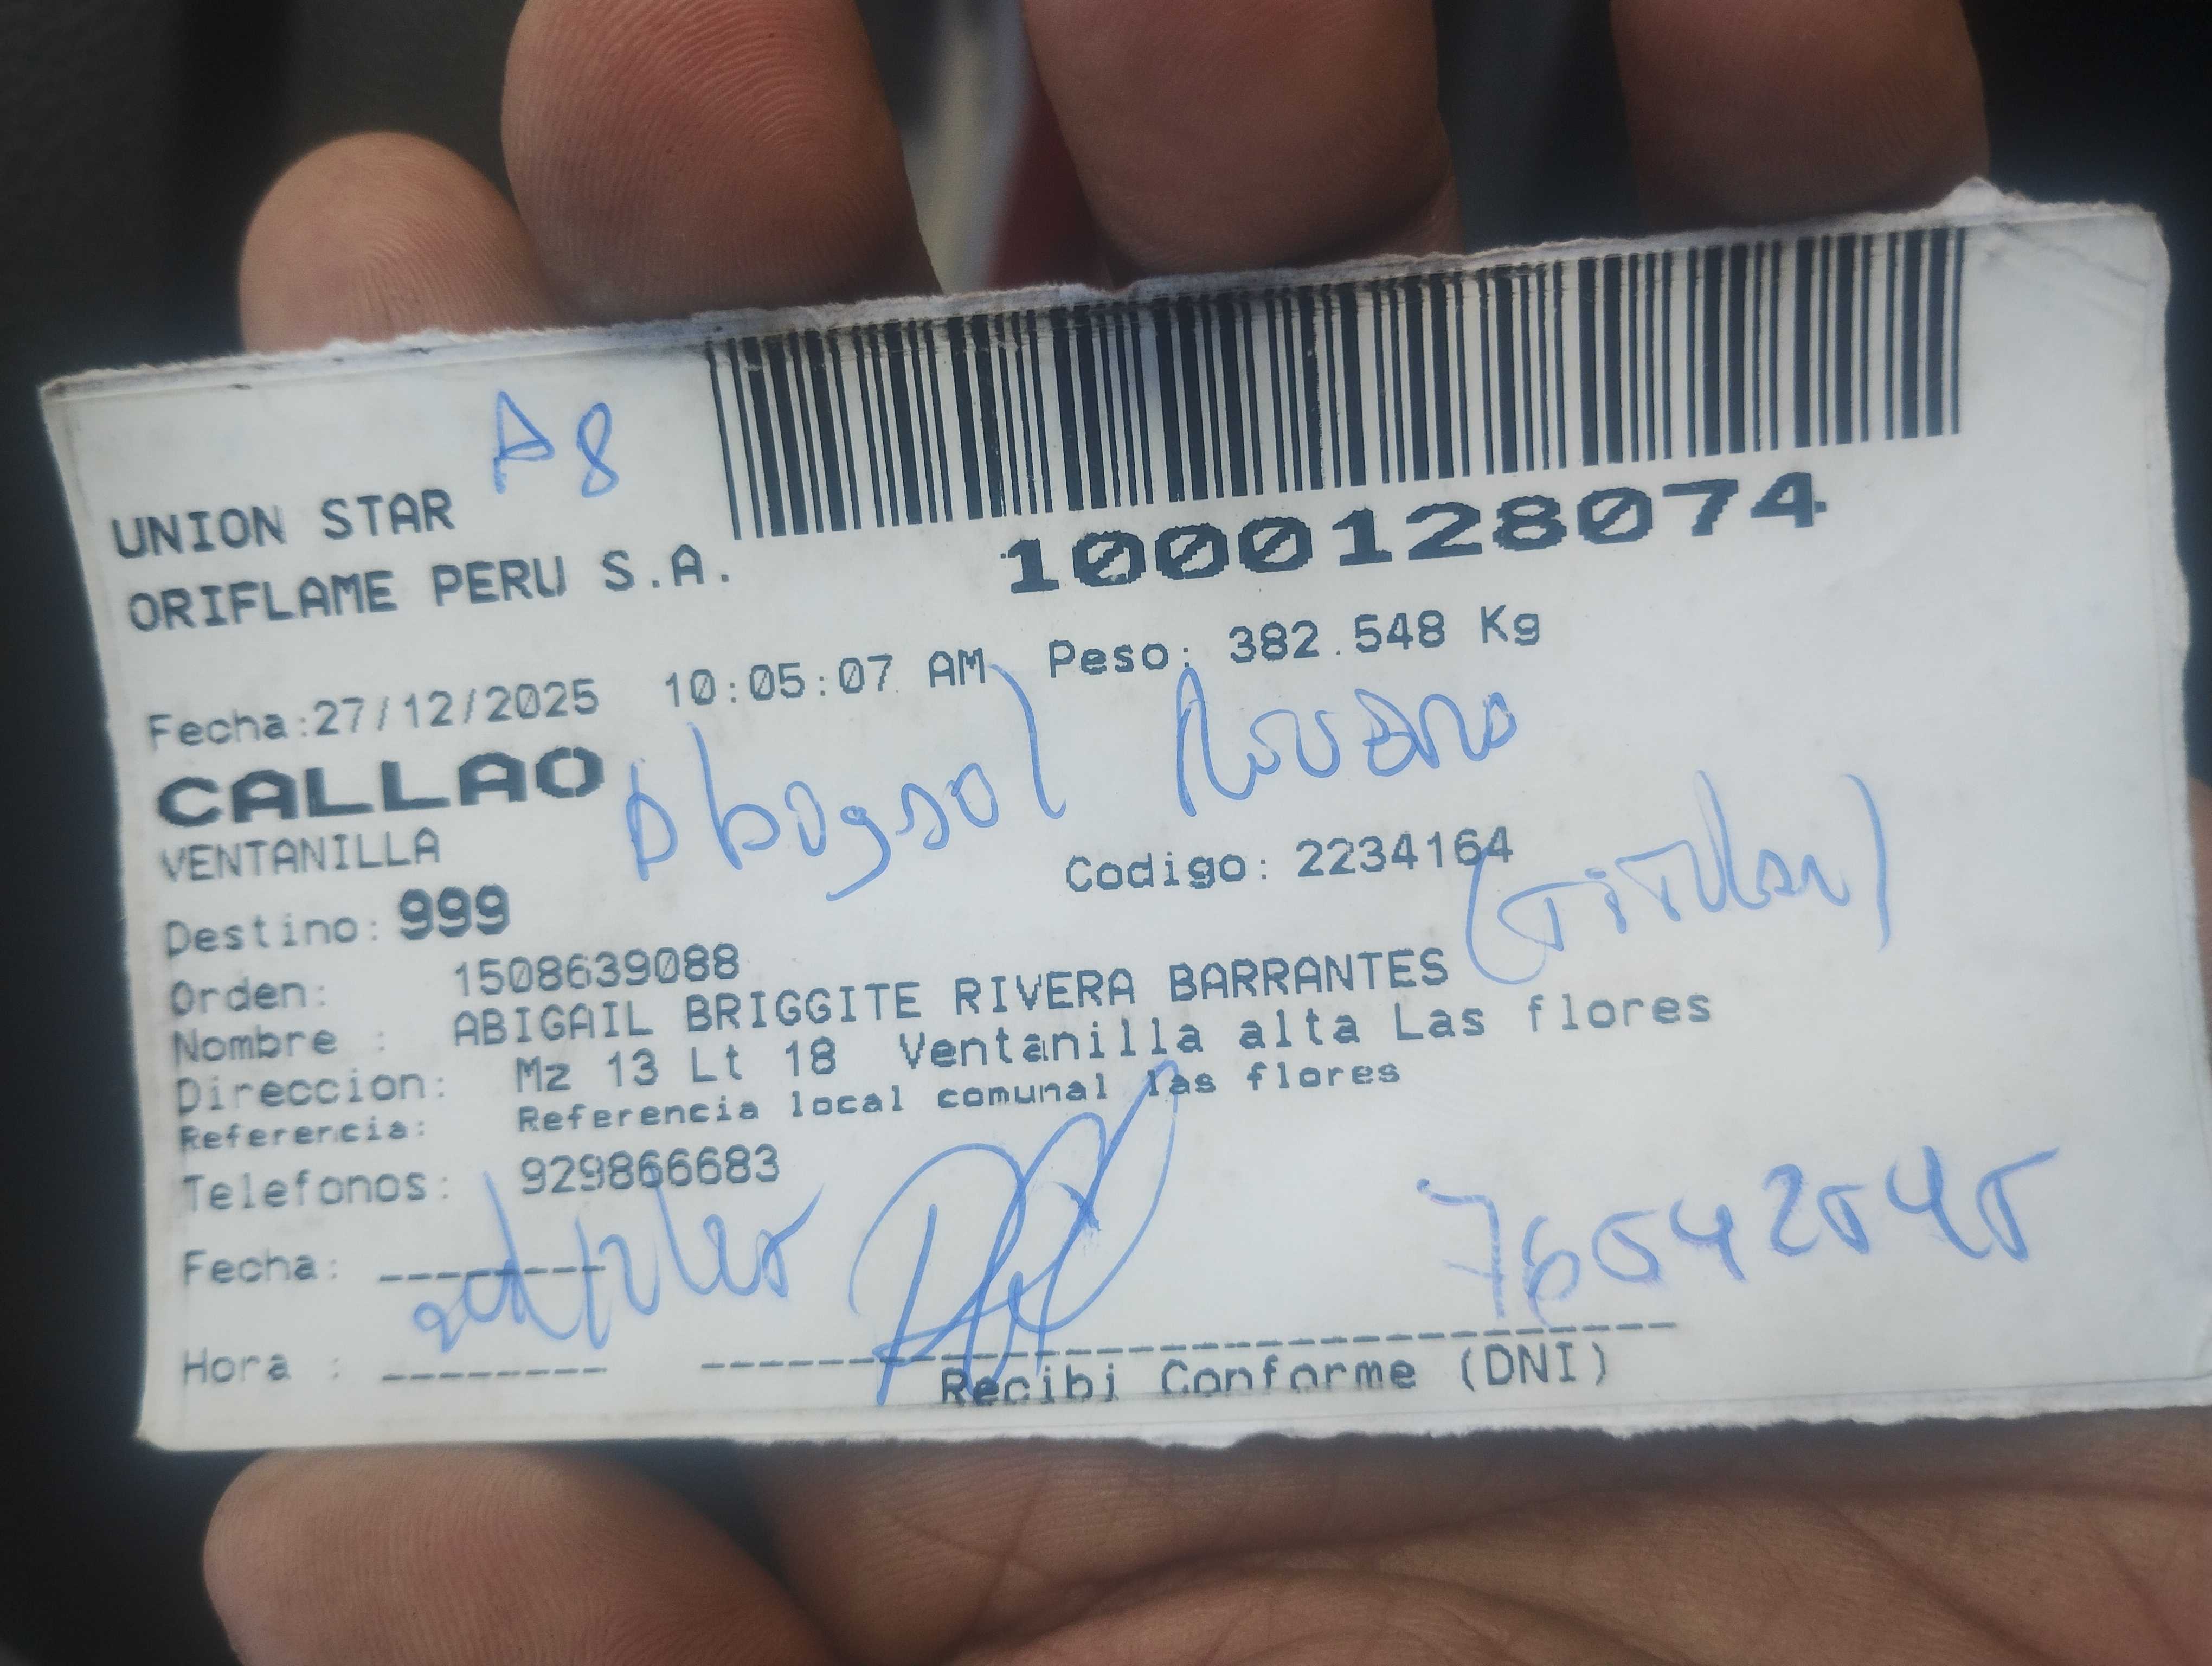 A8
UNION STAR
ORIFLAME PERU S.A.
1000128074
Fecha:27/12/2025 10:05:07 AM Peso: 382.548 Kg
CALLAO
VENTANILLA
Codigo: 2234164
(Titular)
Destino: 999
Orden: 1508639088
Nombre : ABIGAIL BRIGGITE RIVERA BARRANTES
Direccion: Mz 13 Lt 18 Ventanilla alta Las flores
Referencia: Referencia local comunal las flores
Telefonos: 929866683
76542545
Fecha:
Hora :
Recibi Conforme (DNI)